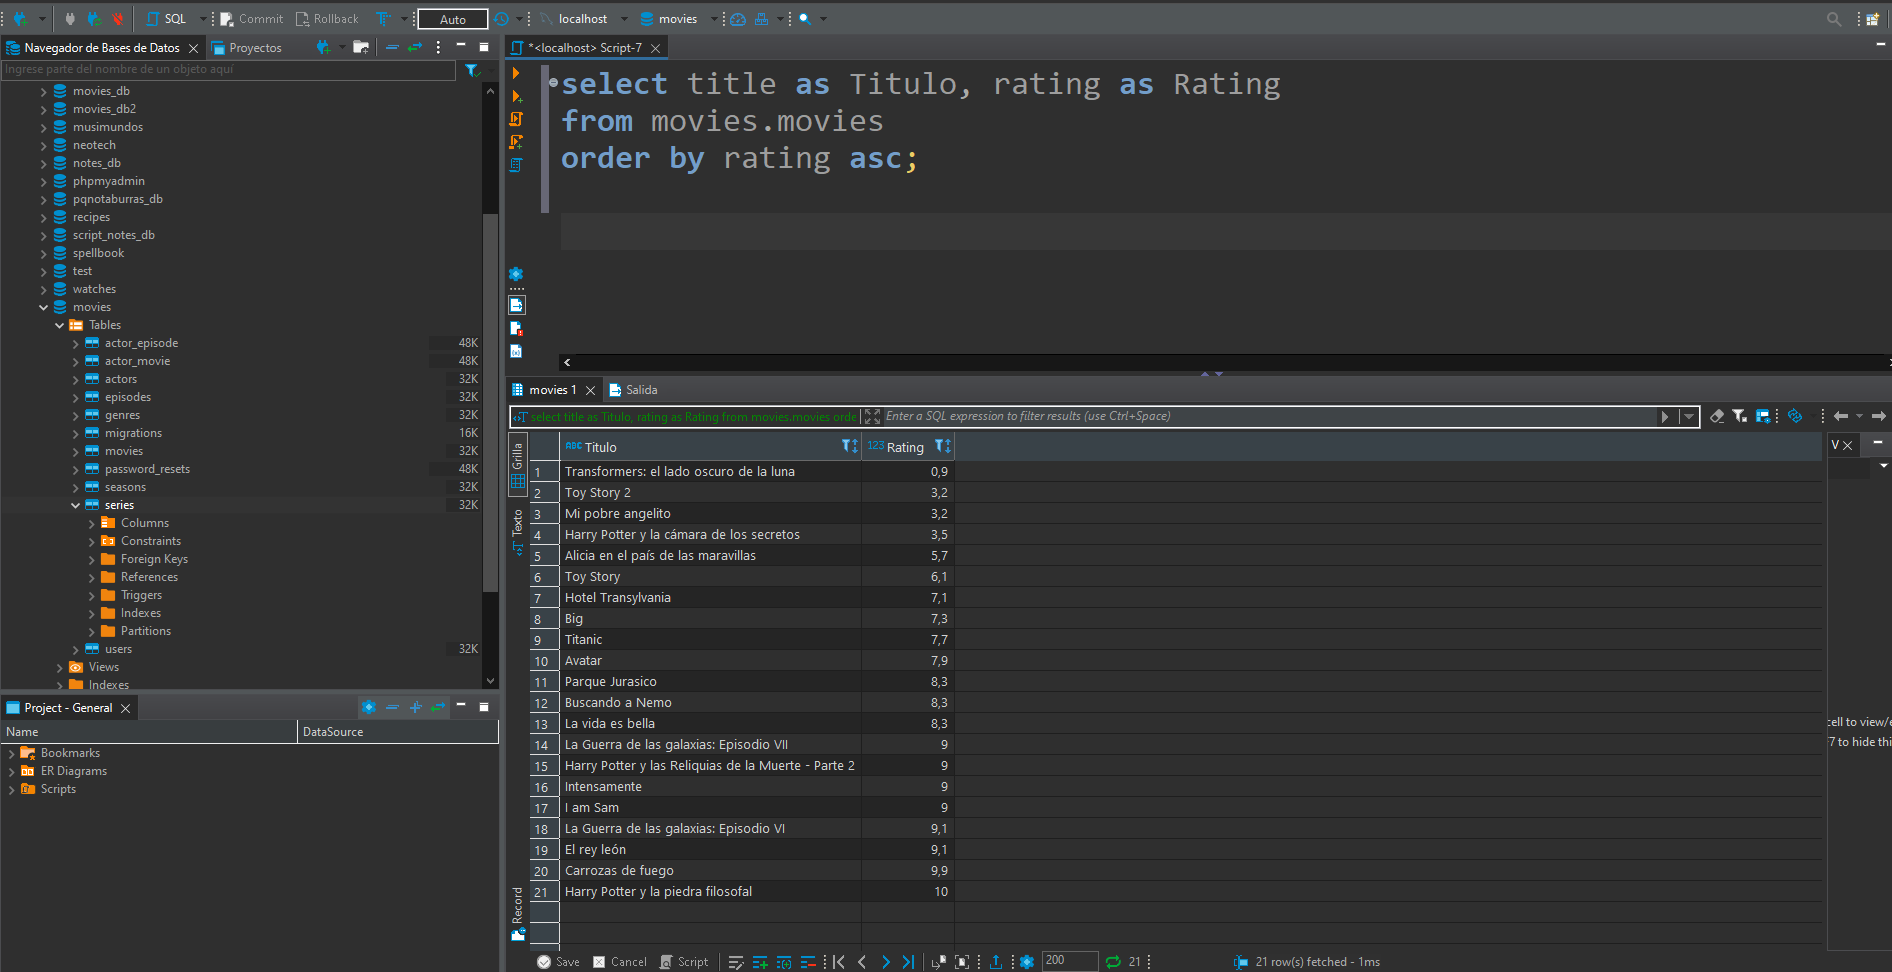 SQL Commit Rollback Auto localhost movies
Navegador de Bases de Datos Proyectos
*<localhost> Script-7
Ingrese parte del nombre de un objeto aquí
movies_db
movies_db2
musimundos
neotech
notes_db
phpmyadmin
pqnotaburras_db
recipes
script_notes_db
spellbook
test
watches
movies
Tables
actor_episode 48K
actor_movie 48K
actors 32K
episodes 32K
genres 32K
migrations 16K
movies 32K
password_resets 48K
seasons 32K
series 32K
Columns
Constraints
Foreign Keys
References
Triggers
Indexes
Partitions
users 32K
Views
Indexes
Project - General
Name DataSource
Bookmarks
ER Diagrams
Scripts
select title as Titulo, rating as Rating
from movies.movies
order by rating asc;
movies 1 Salida
select title as Titulo, rating as Rating from movies.movies orde Enter a SQL expression to filter results (use Ctrl+Space)
Grilla
Texto
Record
ABC Titulo 123 Rating
1 Transformers: el lado oscuro de la luna 0,9
2 Toy Story 2 3,2
3 Mi pobre angelito 3,2
4 Harry Potter y la cámara de los secretos 3,5
5 Alicia en el país de las maravillas 5,7
6 Toy Story 6,1
7 Hotel Transylvania 7,1
8 Big 7,3
9 Titanic 7,7
10 Avatar 7,9
11 Parque Jurasico 8,3
12 Buscando a Nemo 8,3
13 La vida es bella 8,3
14 La Guerra de las galaxias: Episodio VII 9
15 Harry Potter y las Reliquias de la Muerte - Parte 2 9
16 Intensamente 9
17 I am Sam 9
18 La Guerra de las galaxias: Episodio VI 9,1
19 El rey león 9,1
20 Carrozas de fuego 9,9
21 Harry Potter y la piedra filosofal 10
V
cell to view/e
7 to hide thi
Save Cancel Script 200 21 21 row(s) fetched - 1ms